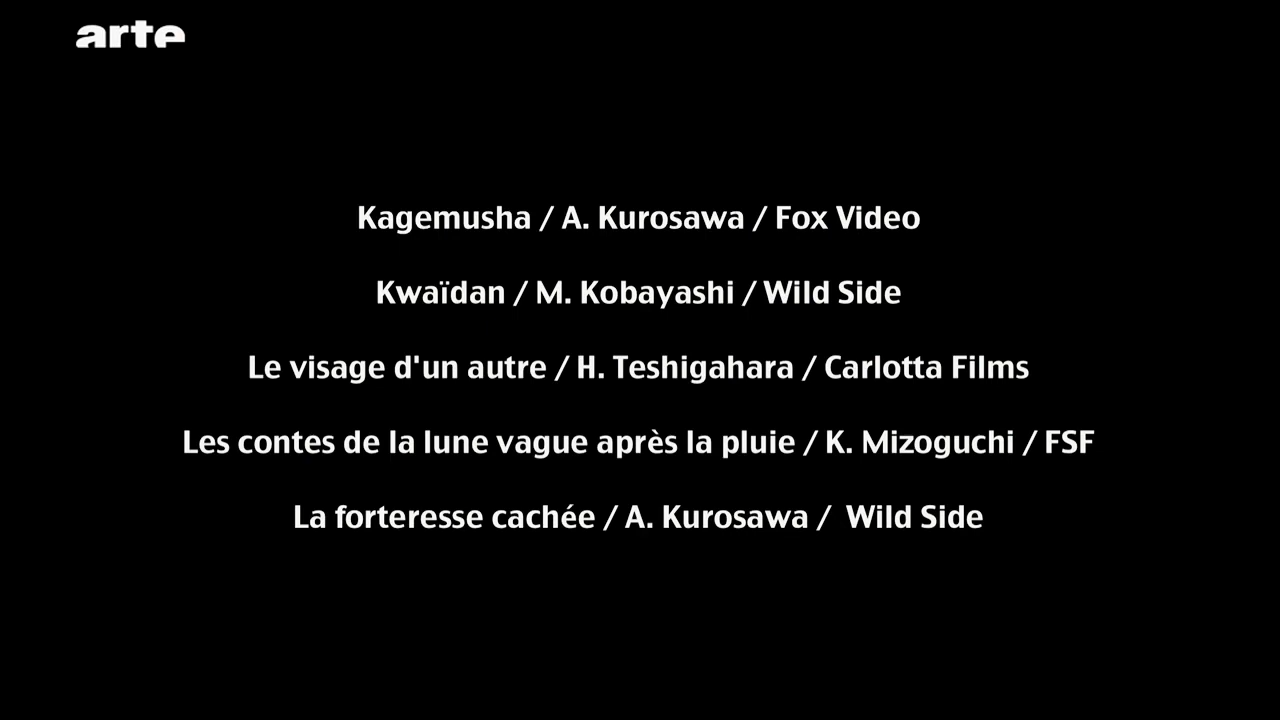 arte
Kagemusha / A. Kurosawa / Fox Video
Kwaïdan / M. Kobayashi / Wild Side
Le visage d'un autre / H. Teshigahara / Carlotta Films
Les contes de la lune vague après la pluie / K. Mizoguchi / FSF
La forteresse cachée / A. Kurosawa /  Wild Side